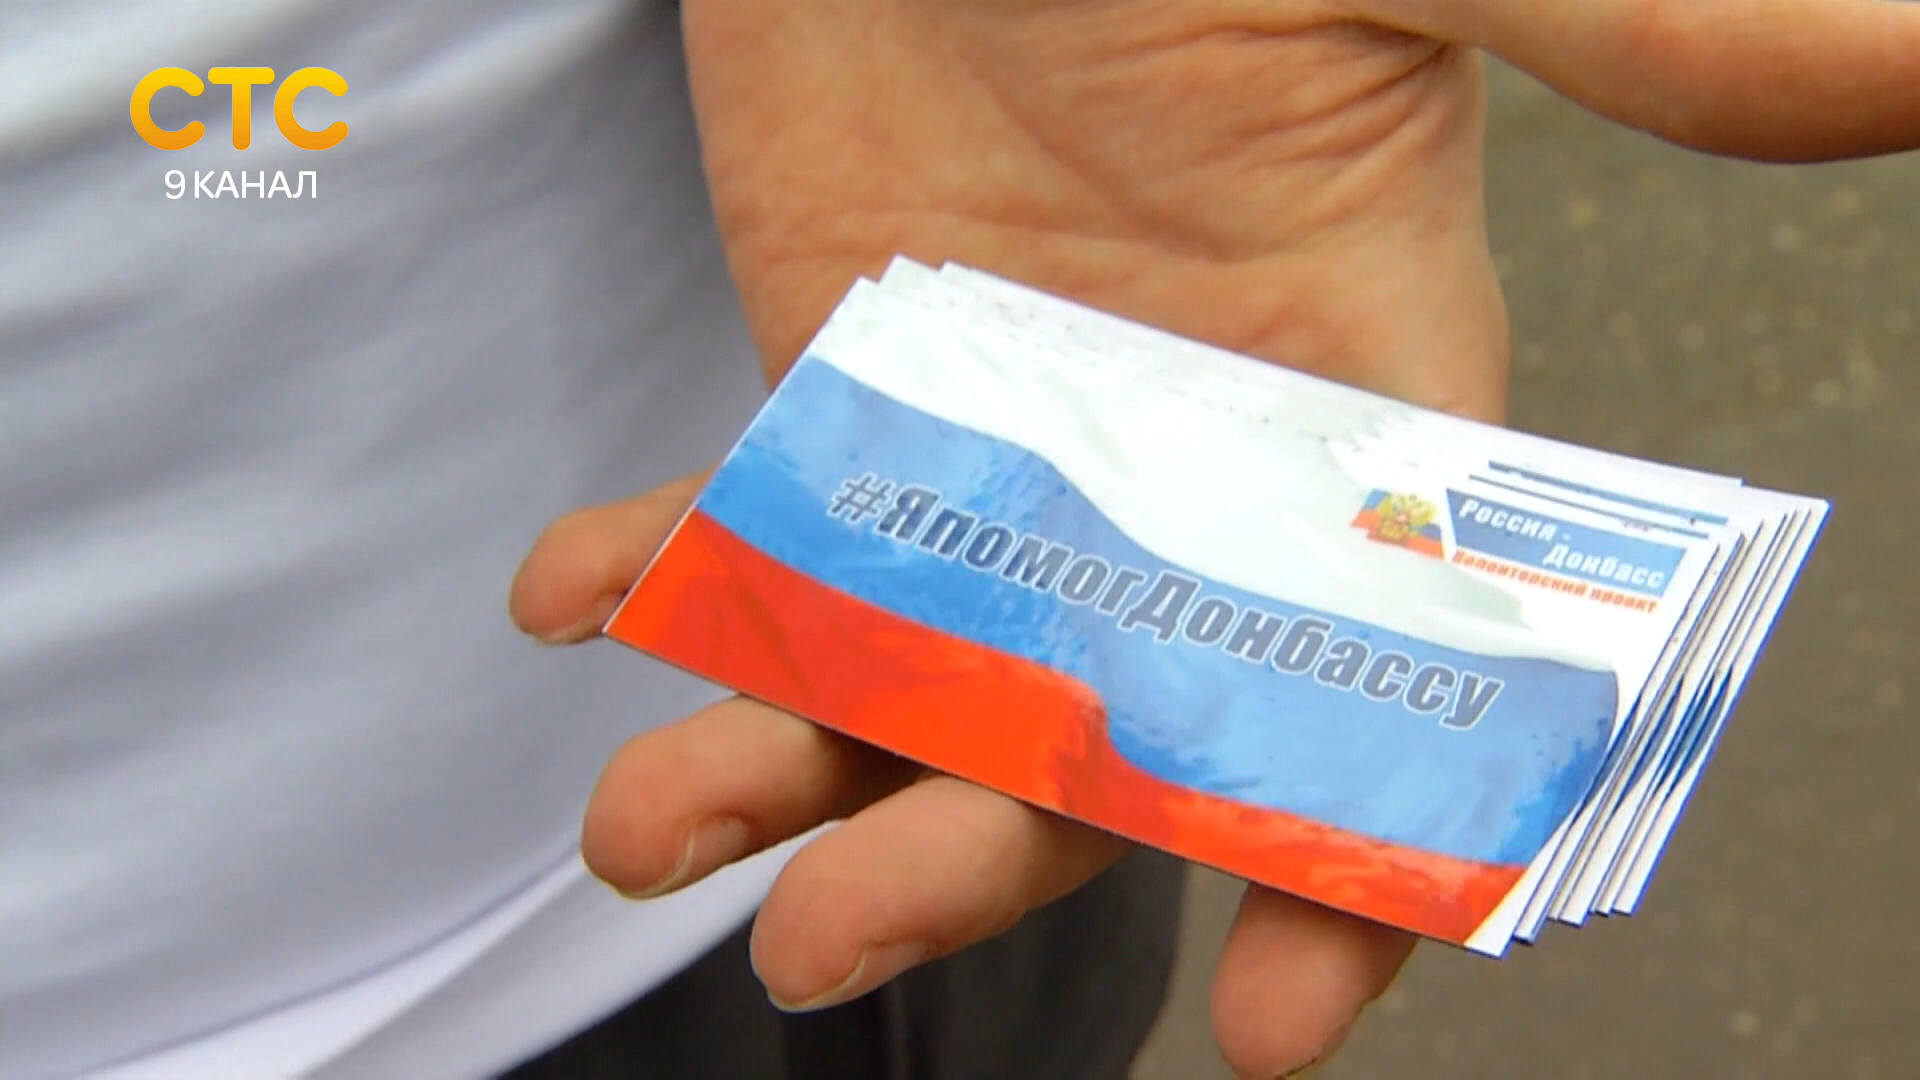 СТС
9 КАНАЛ
#ЯпомогДонбассу
Россия -
Донбасс
Волонтерский проект